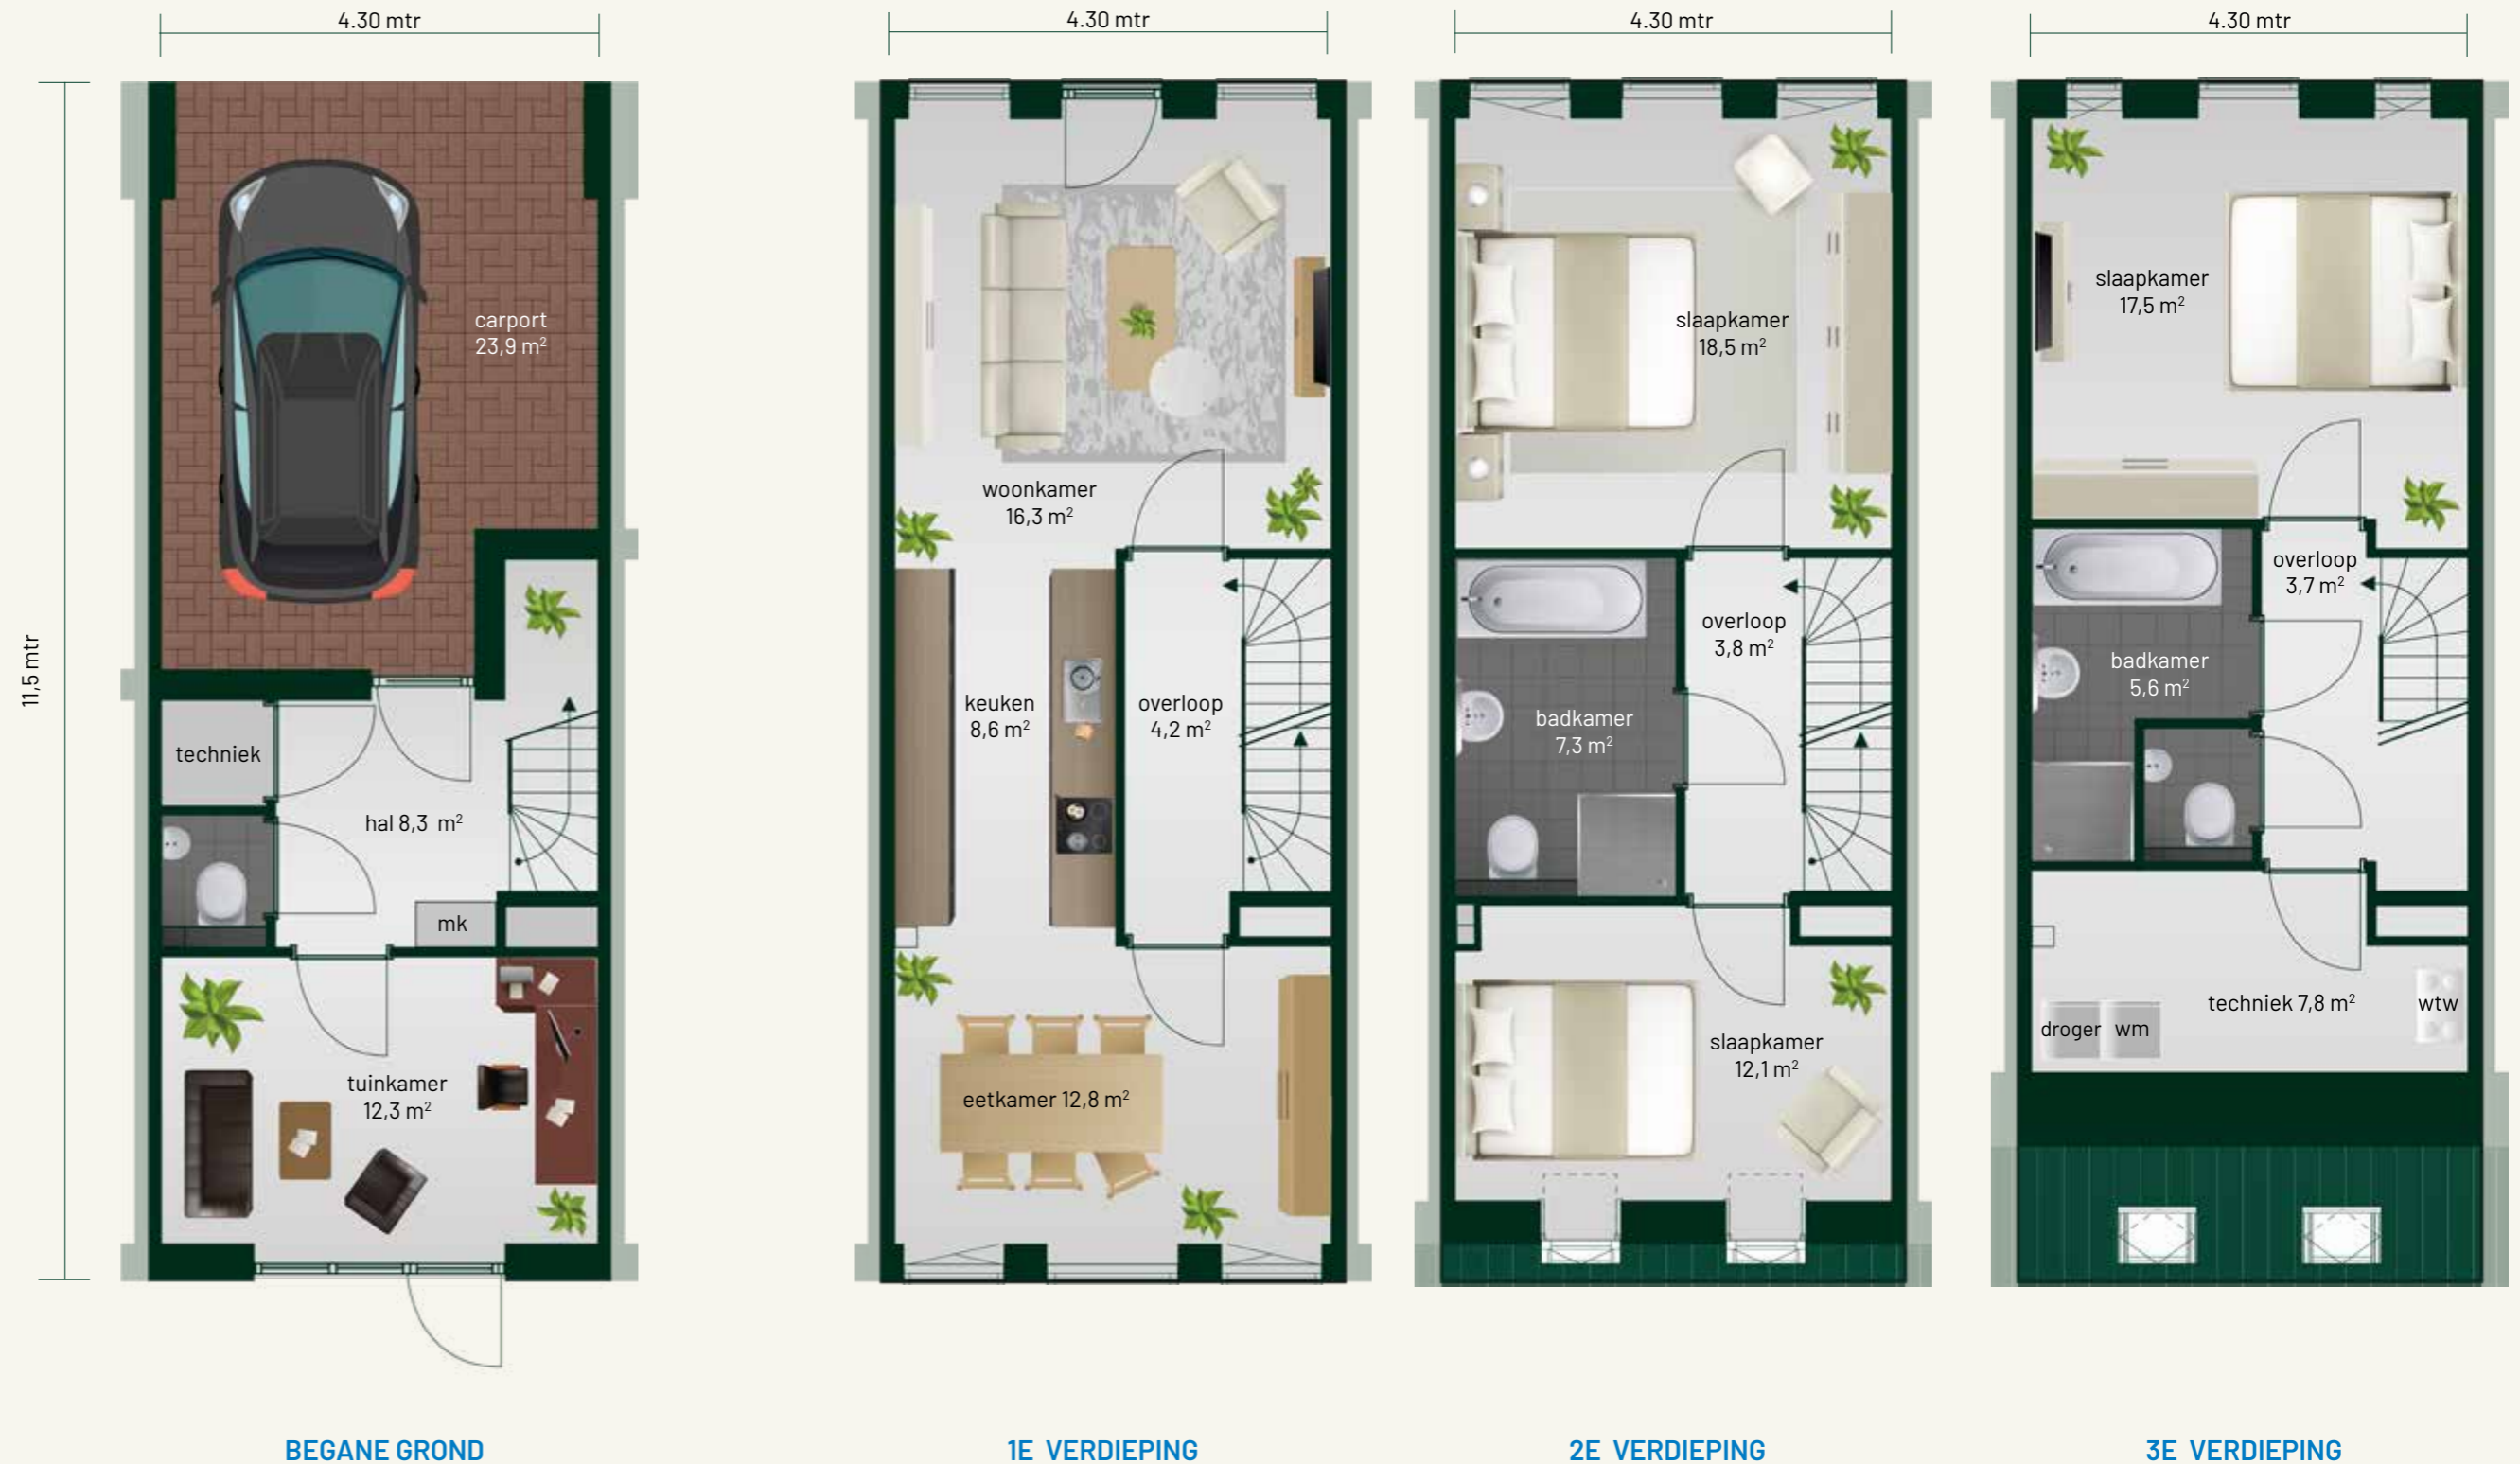 4.30 mtr
4.30 mtr
4.30 mtr
4.30 mtr
11,5 mtr
carport
23,9 m²
techniek
hal 8,3 m²
mk
tuinkamer
12,3 m²
woonkamer
16,3 m²
keuken
8,6 m²
overloop
4,2 m²
eetkamer 12,8 m²
slaapkamer
18,5 m²
overloop
3,8 m²
badkamer
7,3 m²
slaapkamer
12,1 m²
slaapkamer
17,5 m²
overloop
3,7 m²
badkamer
5,6 m²
techniek 7,8 m²
wtw
droger wm
BEGANE GROND
1E VERDIEPING
2E VERDIEPING
3E VERDIEPING